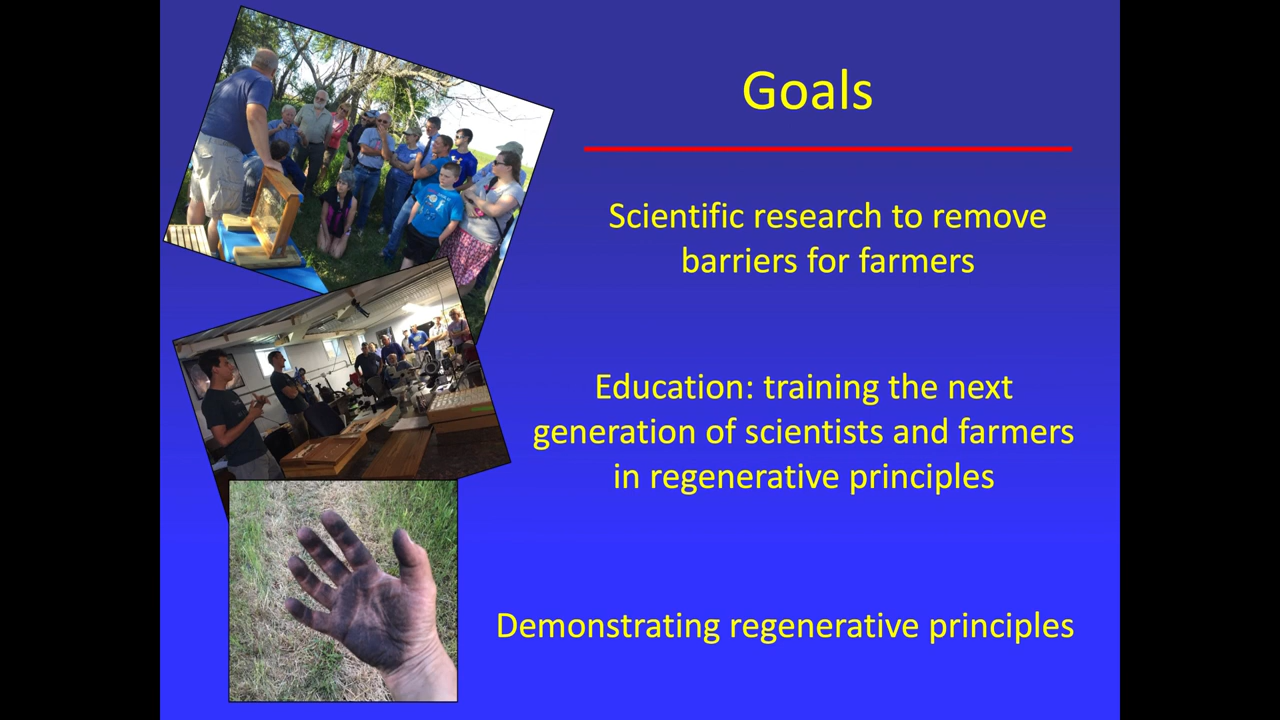 Goals
Scientific research to remove
barriers for farmers
Education: training the next
generation of scientists and farmers
in regenerative principles
Demonstrating regenerative principles